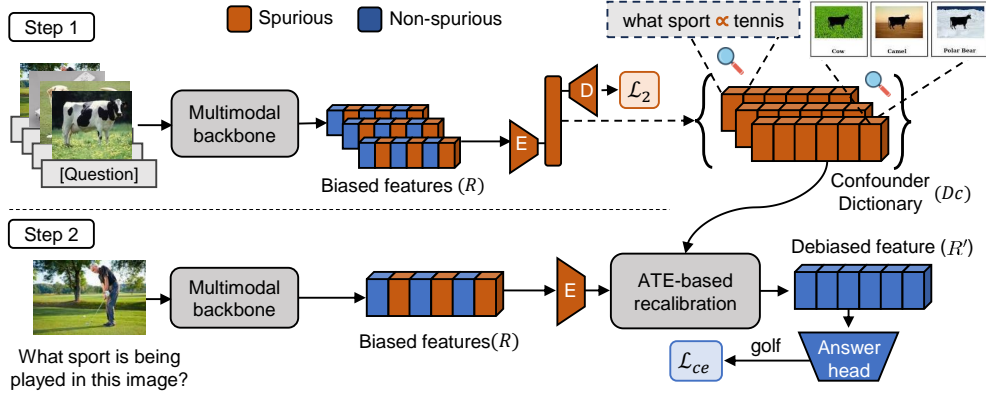 Step 1
Spurious
Non-spurious
what sport ∝ tennis
Cow
Camel
Polar Bear
[Question]
Multimodal
backbone
Biased features (R)
E
D
ℒ2
Confounder
Dictionary
(Dc)
Step 2
What sport is being
played in this image?
Multimodal
backbone
Biased features(R)
E
ATE-based
recalibration
Debiased feature (R′)
Answer
head
golf
ℒce